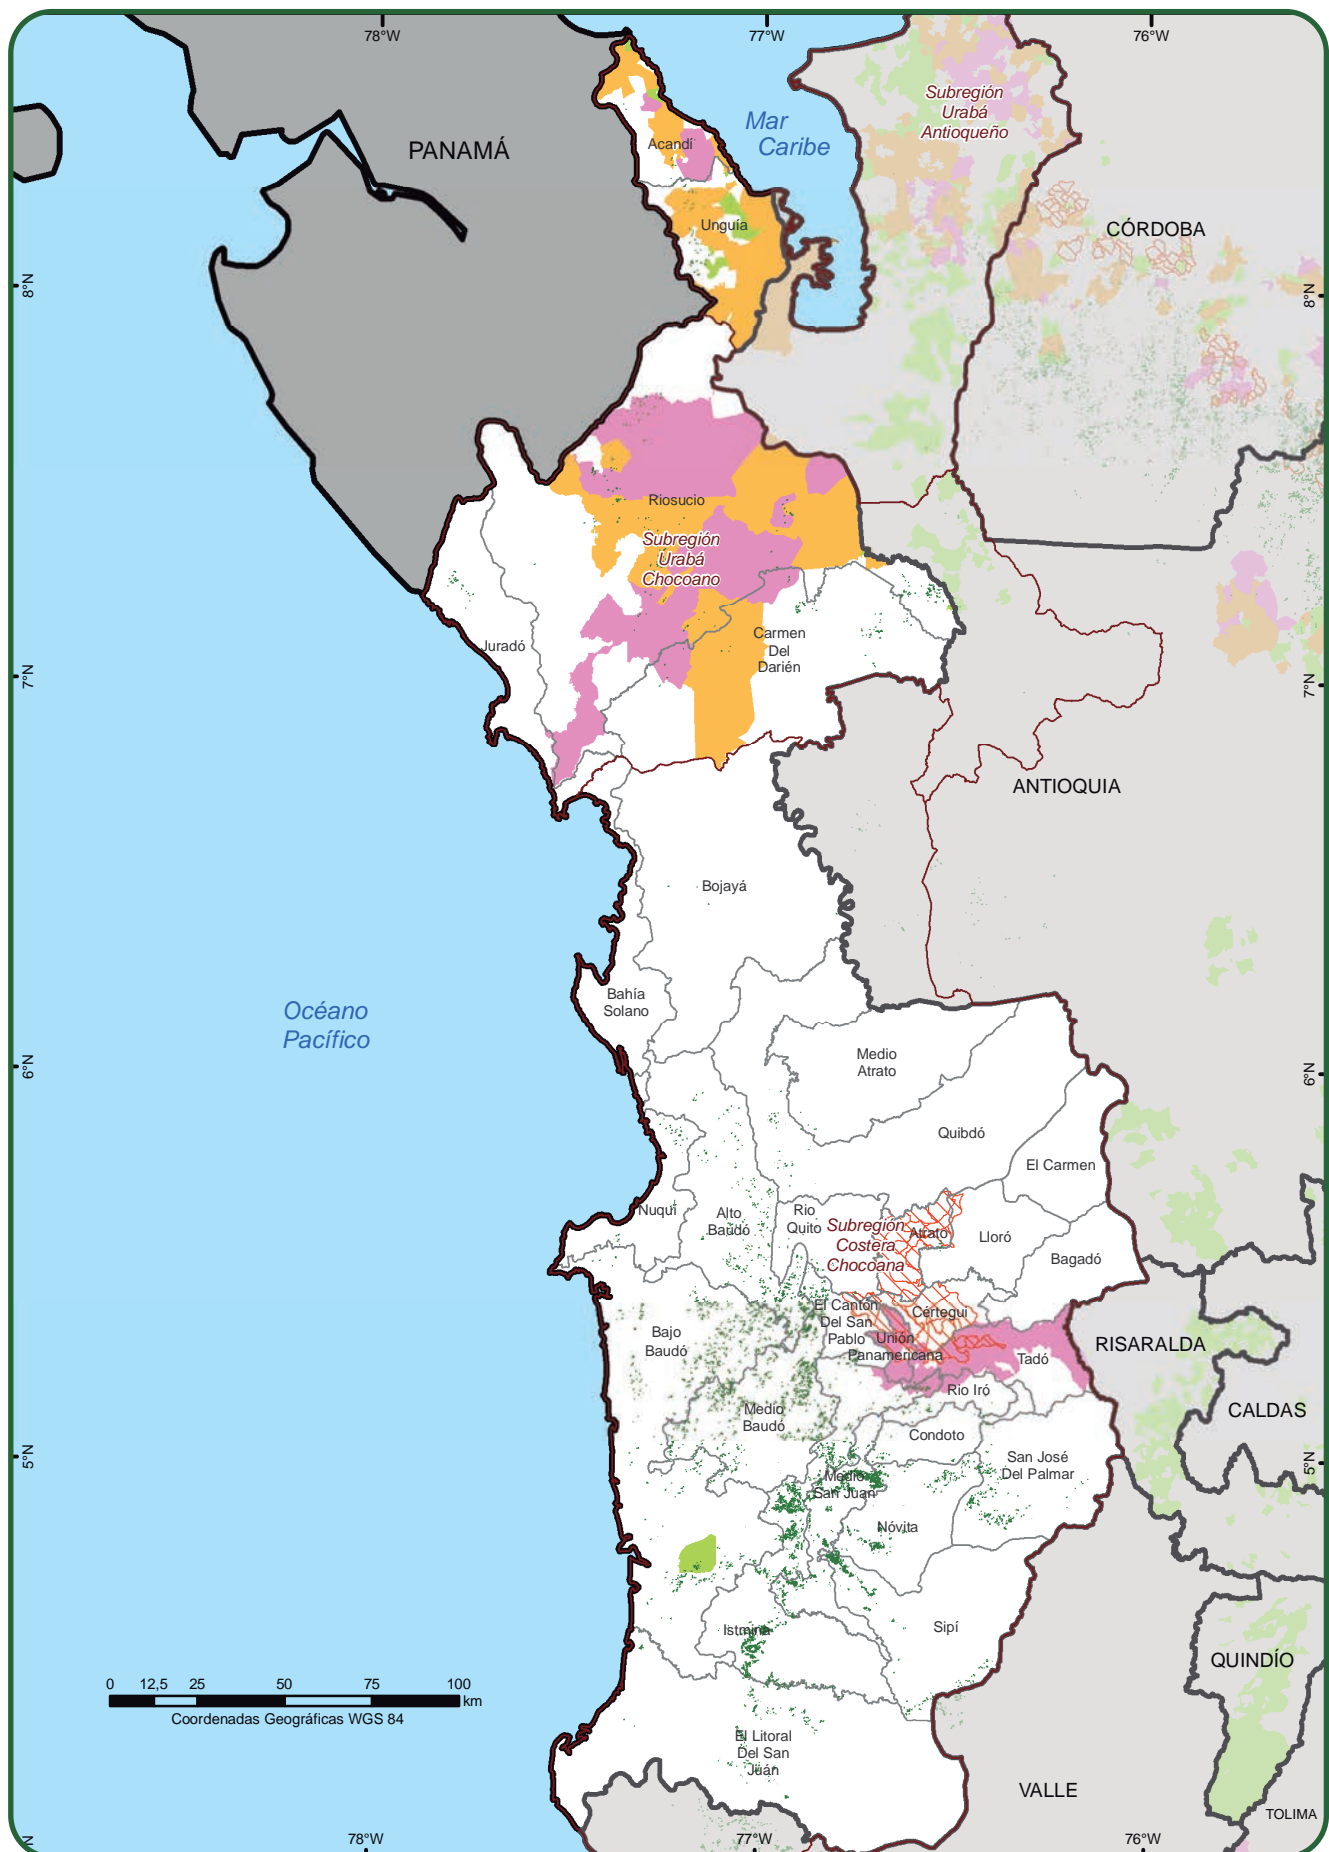 78°W
77°W
76°W
Subregión
Urabá
Antioqueño
Mar
Caribe
PANAMÁ
Acandí
Unguía
CÓRDOBA
8°N
8°N
Riosucio
Subregión
Urabá
Chocoano
Carmen
Del
Darién
Juradó
7°N
7°N
ANTIOQUIA
Bojayá
Bahía
Solano
Océano
Pacífico
Medio
Atrato
6°N
6°N
Quibdó
El Carmen
Nuquí
Alto
Baudó
Rio
Quito
Subregión
Costera
Chocoana
Atrato
Lloró
Bagadó
El Cantón
Del San
Pablo
Cértegui
Unión
Panamericana
Bajo
Baudó
Tadó
RISARALDA
Rio Iró
CALDAS
Medio
Baudó
Condoto
San José
Del Palmar
5°N
5°N
Medio
San Juan
Nóvita
Istmina
Sipí
QUINDÍO
0 12,5 25 50 75 100
km
Coordenadas Geográficas WGS 84
El Litoral
Del San
Juán
VALLE
TOLIMA
78°W
77°W
76°W